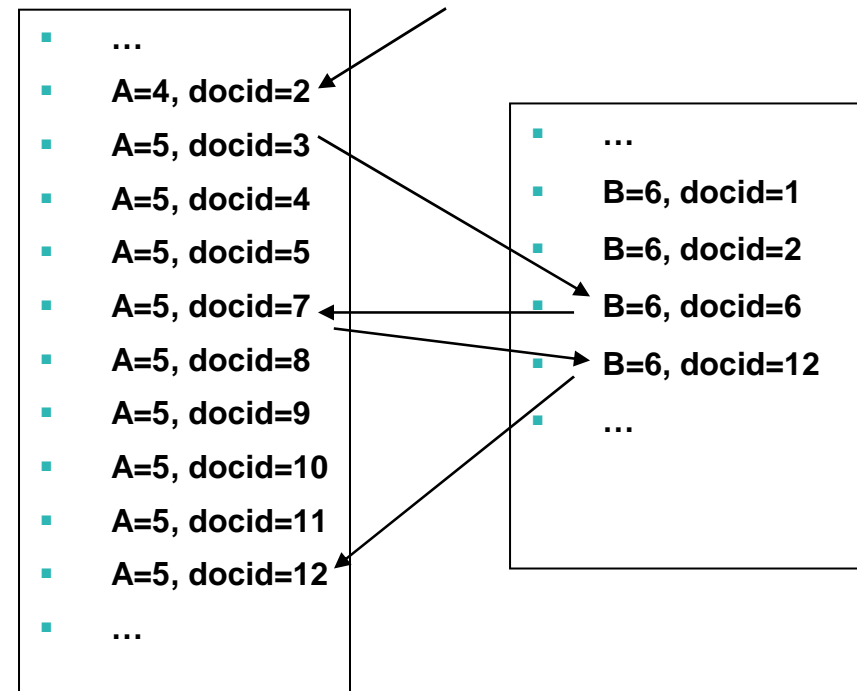 …
A=4, docid=2
A=5, docid=3
A=5, docid=4
A=5, docid=5
A=5, docid=7
A=5, docid=8
A=5, docid=9
A=5, docid=10
A=5, docid=11
A=5, docid=12
…
…
B=6, docid=1
B=6, docid=2
B=6, docid=6
B=6, docid=12
…